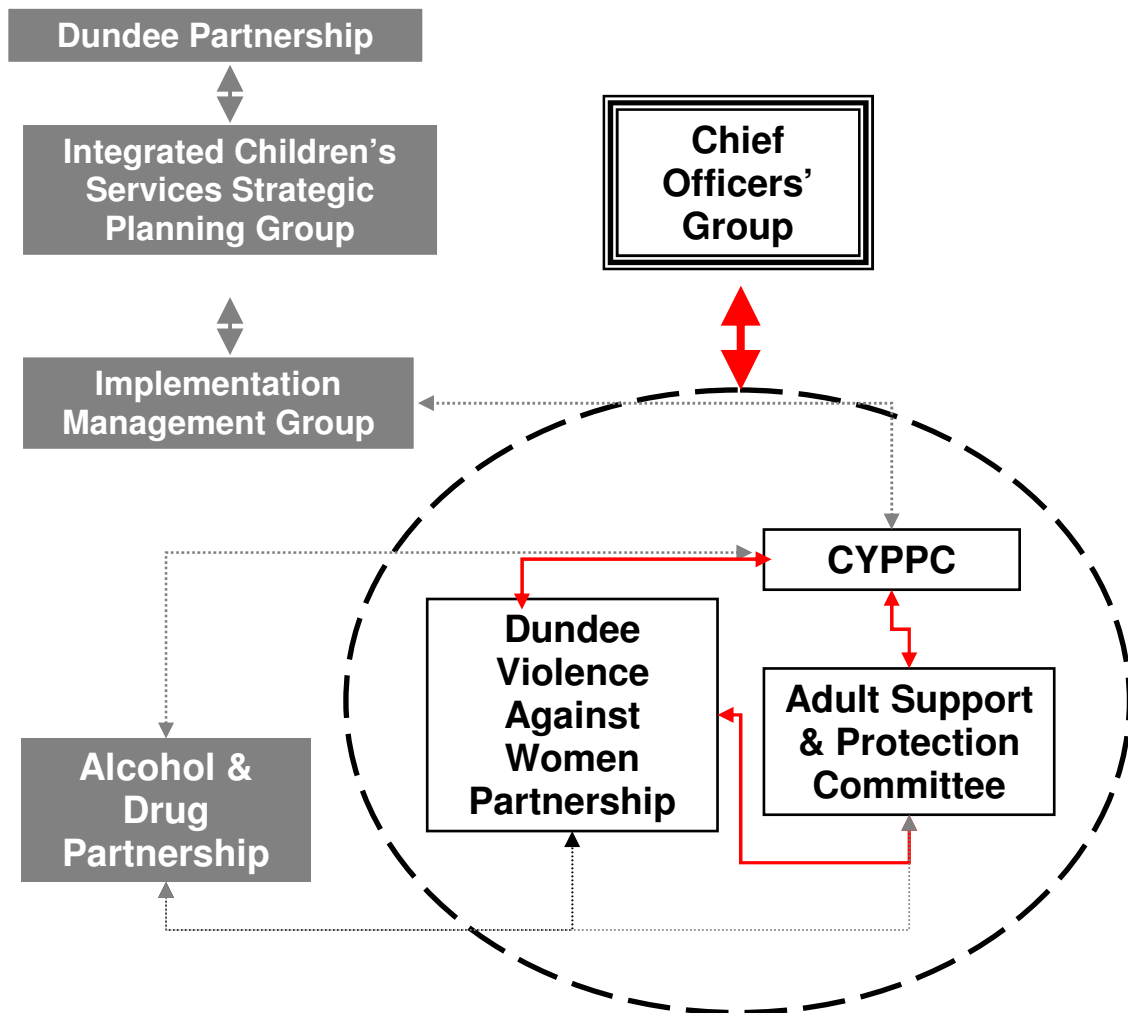 Dundee Partnership
Integrated Children’s
Services Strategic
Planning Group
Chief
Officers’
Group
Implementation
Management Group
CYPPC
Dundee
Violence
Against
Women
Partnership
Adult Support
& Protection
Committee
Alcohol &
Drug
Partnership